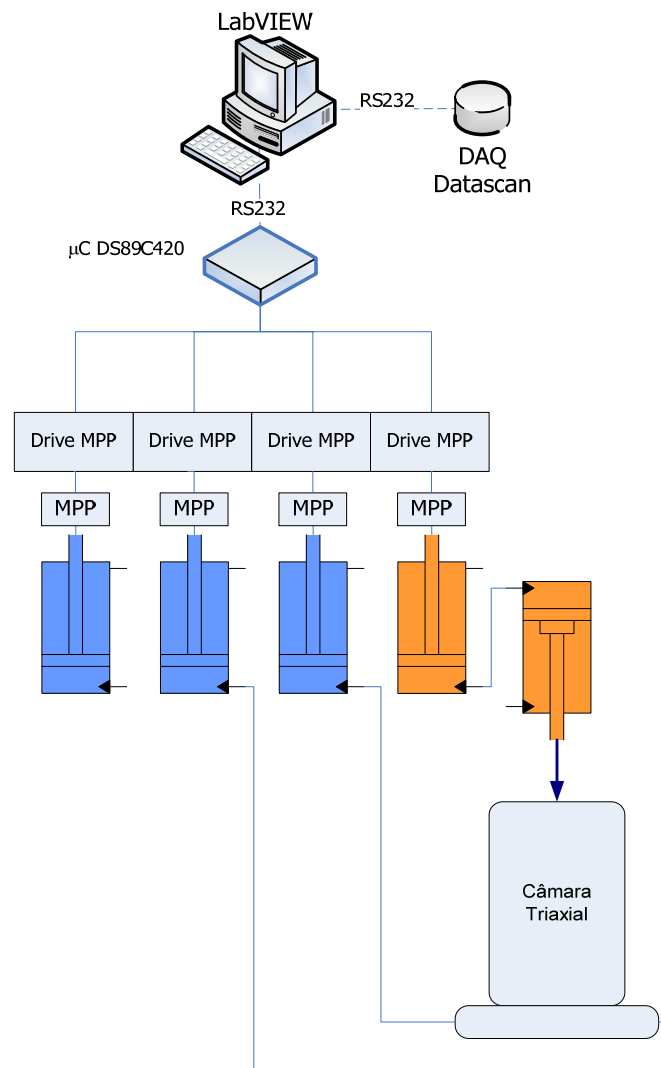 LabVIEW
RS232
DAQ
Datascan
RS232
μC DS89C420
Drive MPP
Drive MPP
Drive MPP
Drive MPP
MPP
MPP
MPP
MPP
Câmara
Triaxial